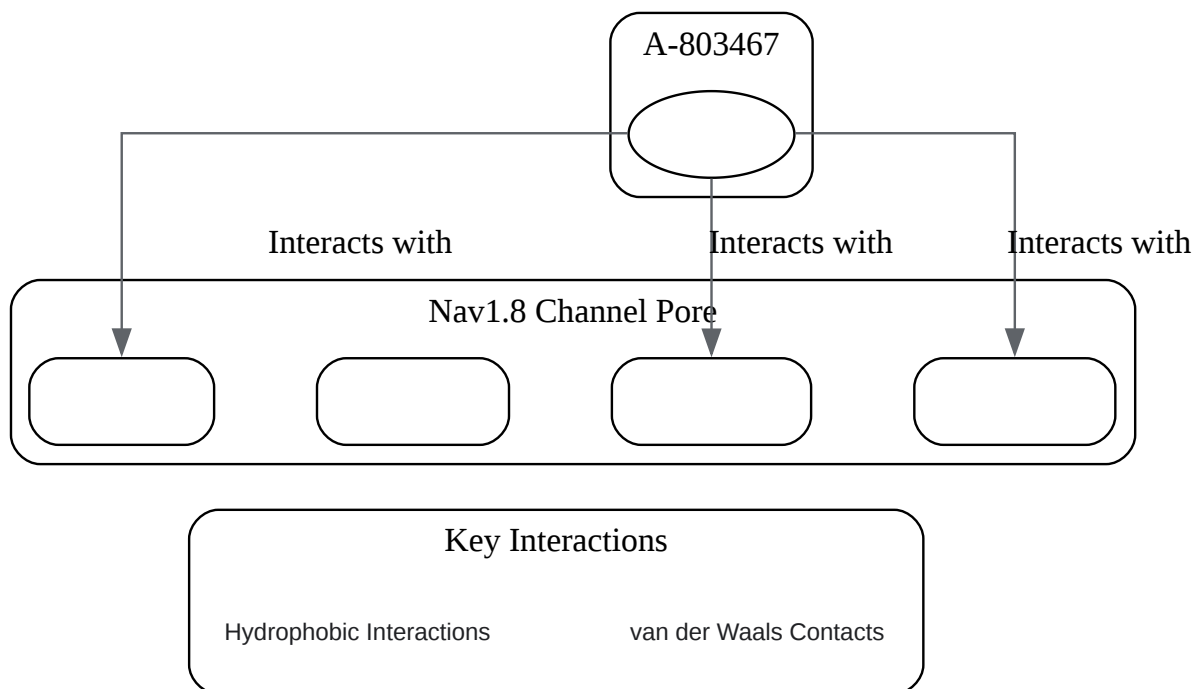 A-803467
Interacts with
Interacts with
Interacts with
Nav1.8 Channel Pore
Key Interactions
Hydrophobic Interactions
van der Waals Contacts